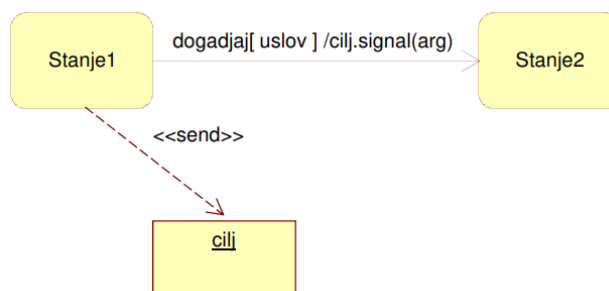 dogadjaj[ uslov ] /cilj.signal(arg)
Stanje1
Stanje2
<<send>>
cilj